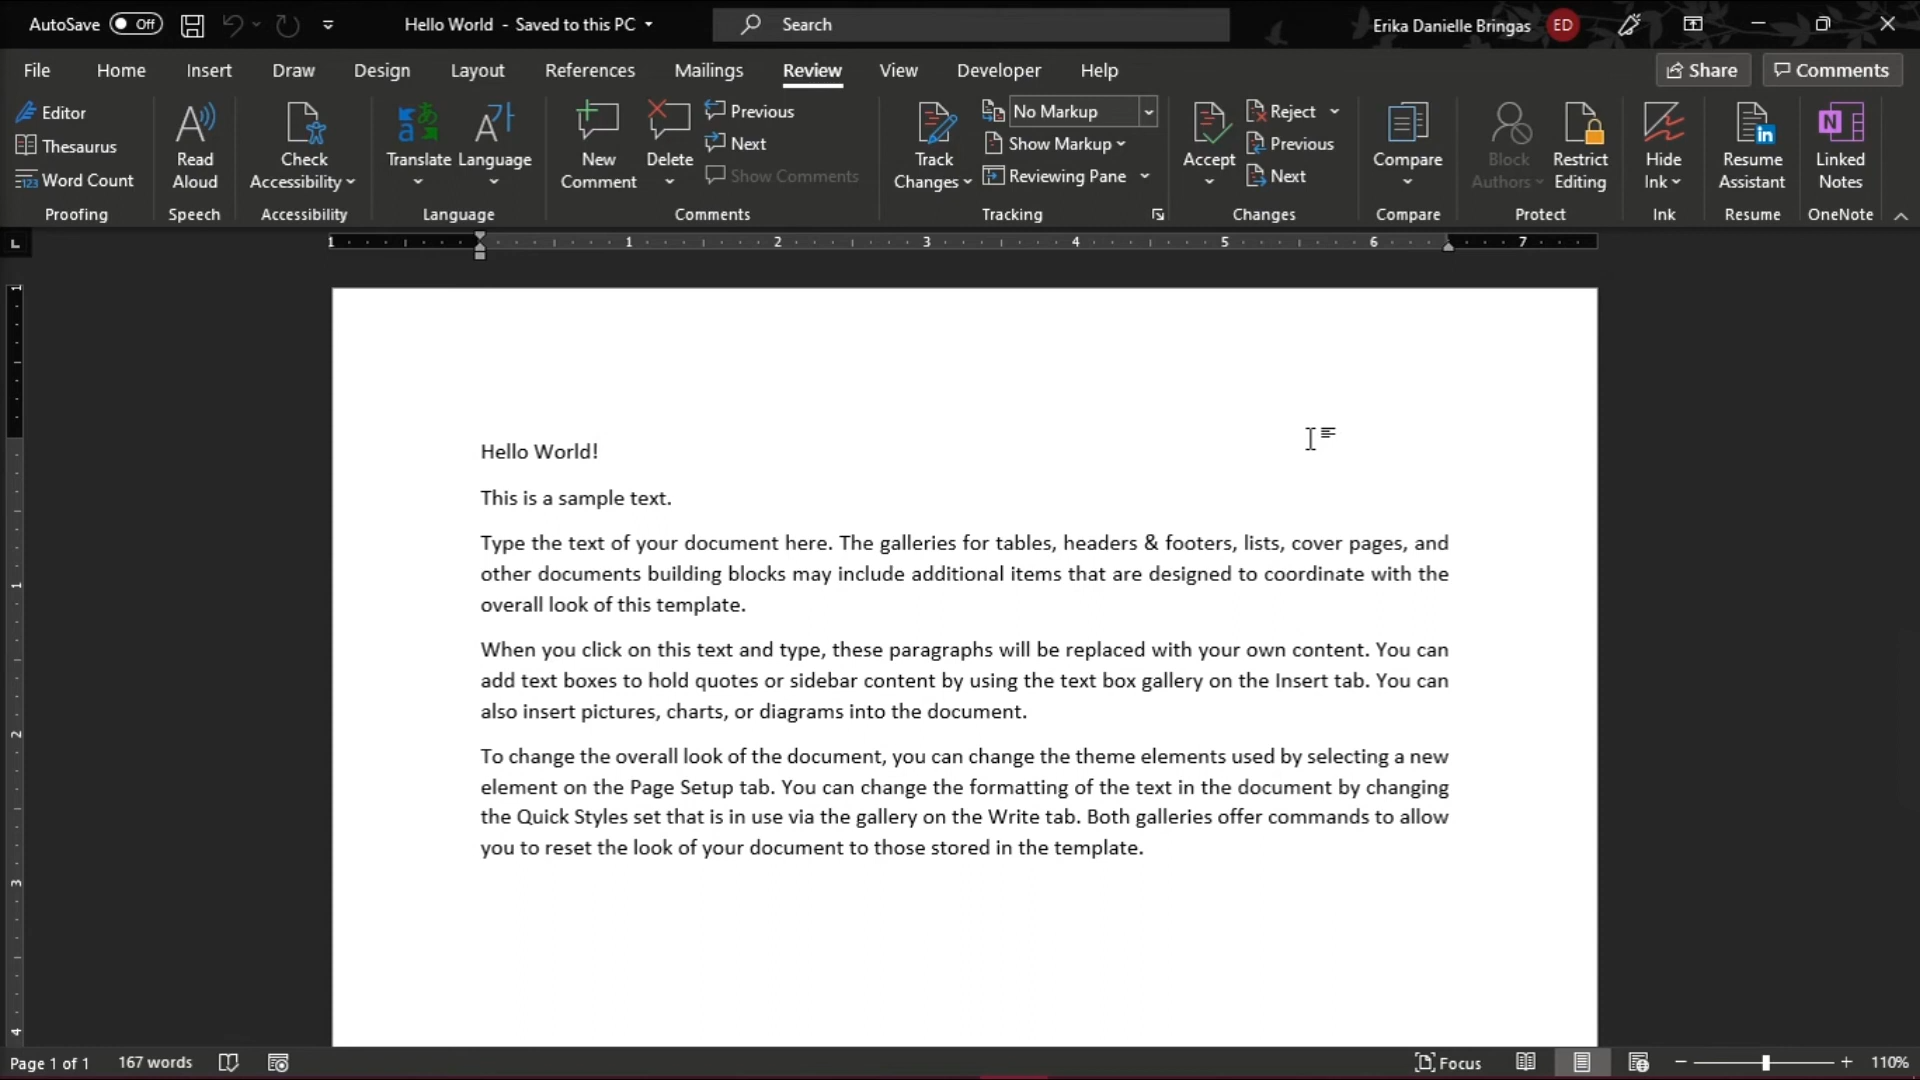 AutoSave Off Hello World - Saved to this PC Search Erika Danielle Bringas ED
File Home Insert Draw Design Layout References Mailings Review View Developer Help Share Comments
Editor
Thesaurus
Word Count
Proofing
Read Aloud
Speech
Check Accessibility
Accessibility
Translate
Language
Language
New Comment
Delete
Previous
Next
Show Comments
Comments
Track Changes
No Markup
Show Markup
Reviewing Pane
Tracking
Accept
Reject
Previous
Next
Changes
Compare
Compare
Block Authors
Restrict Editing
Protect
Hide Ink
Ink
Resume Assistant
Resume
Linked Notes
OneNote
L
1 1 2 3 4 5 6 7
Hello World!
This is a sample text.
Type the text of your document here. The galleries for tables, headers & footers, lists, cover pages, and
other documents building blocks may include additional items that are designed to coordinate with the
overall look of this template.
When you click on this text and type, these paragraphs will be replaced with your own content. You can
add text boxes to hold quotes or sidebar content by using the text box gallery on the Insert tab. You can
also insert pictures, charts, or diagrams into the document.
To change the overall look of the document, you can change the theme elements used by selecting a new
element on the Page Setup tab. You can change the formatting of the text in the document by changing
the Quick Styles set that is in use via the gallery on the Write tab. Both galleries offer commands to allow
you to reset the look of your document to those stored in the template.
1
1
2
3
4
Page 1 of 1 167 words Focus 110%